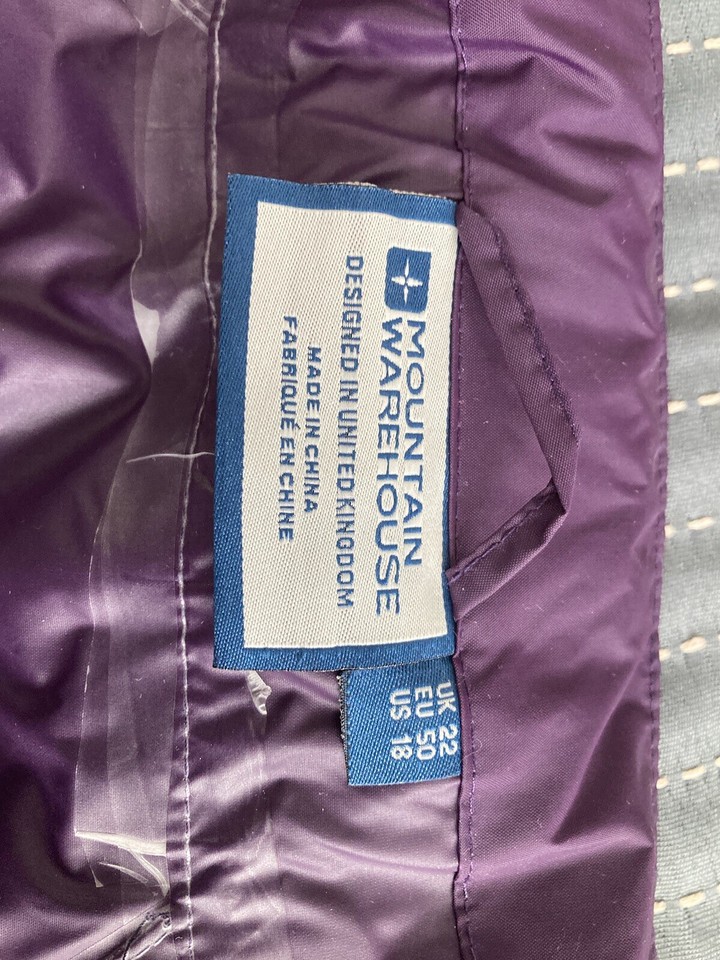 MOUNTAIN
WAREHOUSE
DESIGNED IN UNITED KINGDOM
MADE IN CHINA
FABRIQUÉ EN CHINE
UK 22
EU 50
US 18